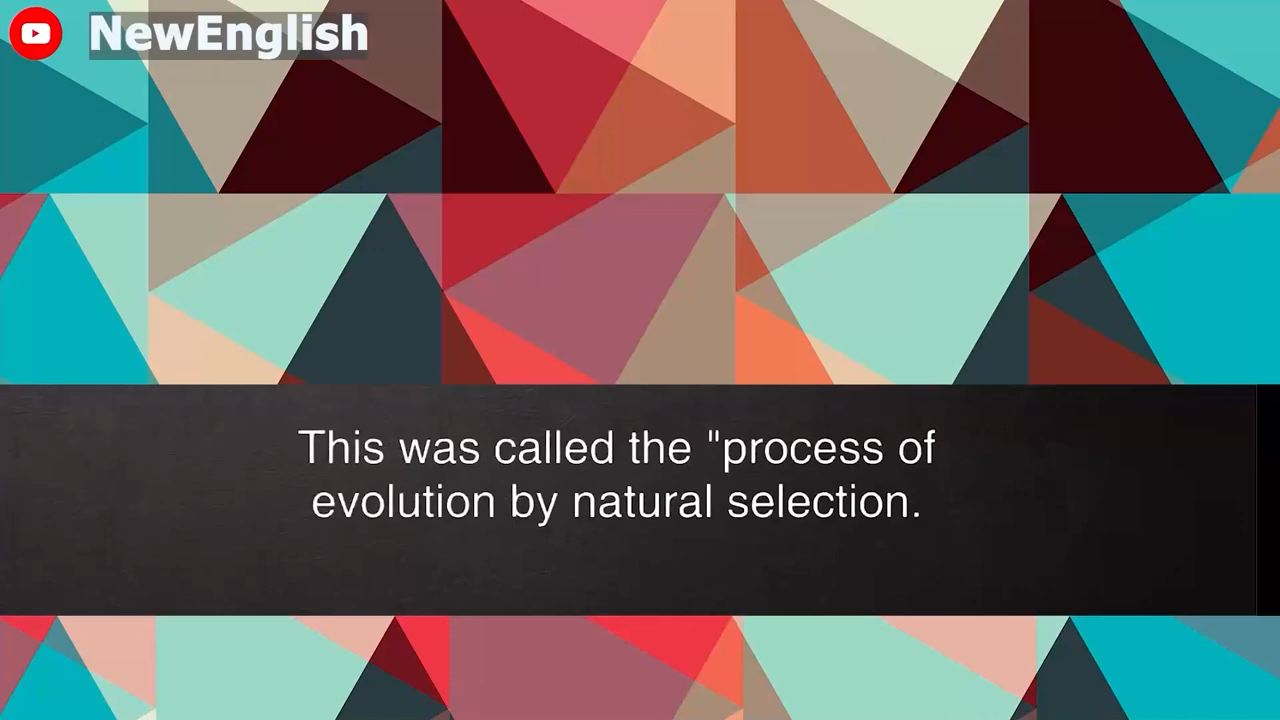 NewEnglish
This was called the "process of
evolution by natural selection.